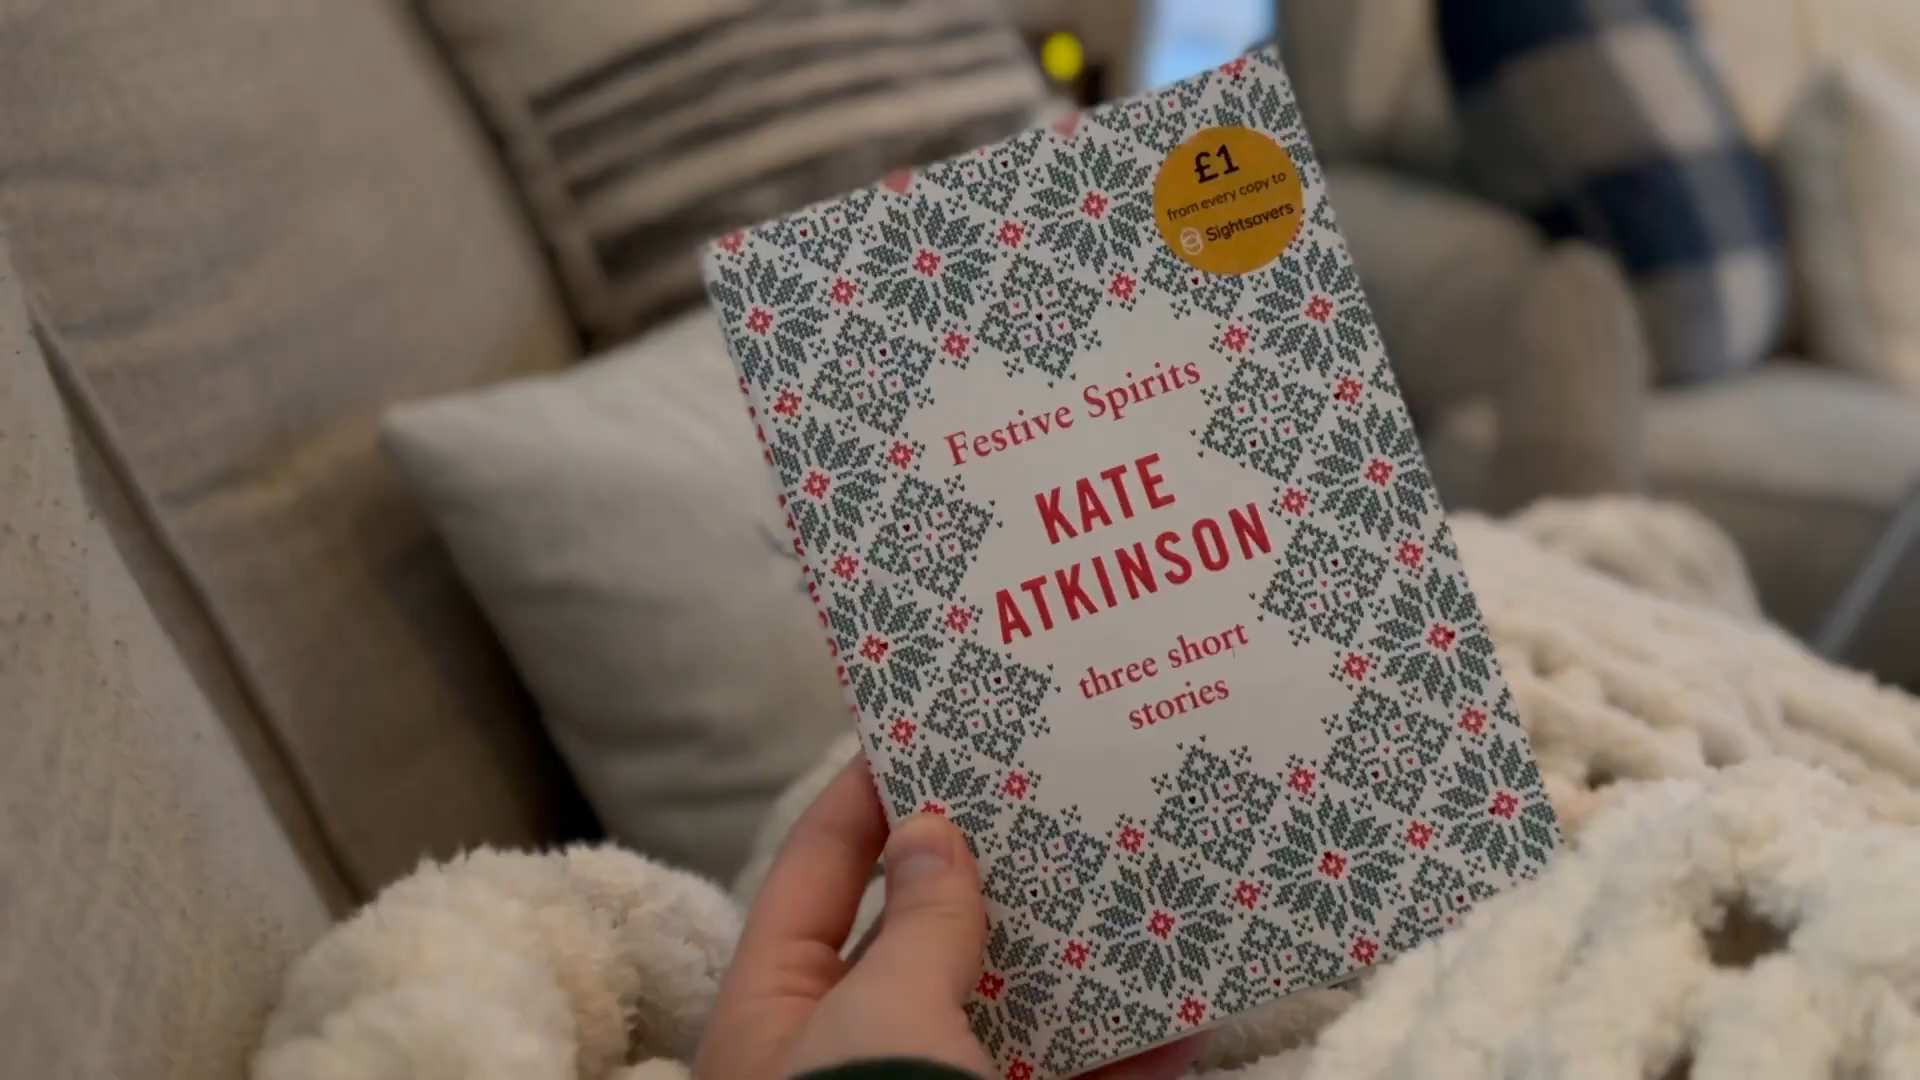 £1
from every copy to
Sightsavers
Festive Spirits
KATE
ATKINSON
three short
stories